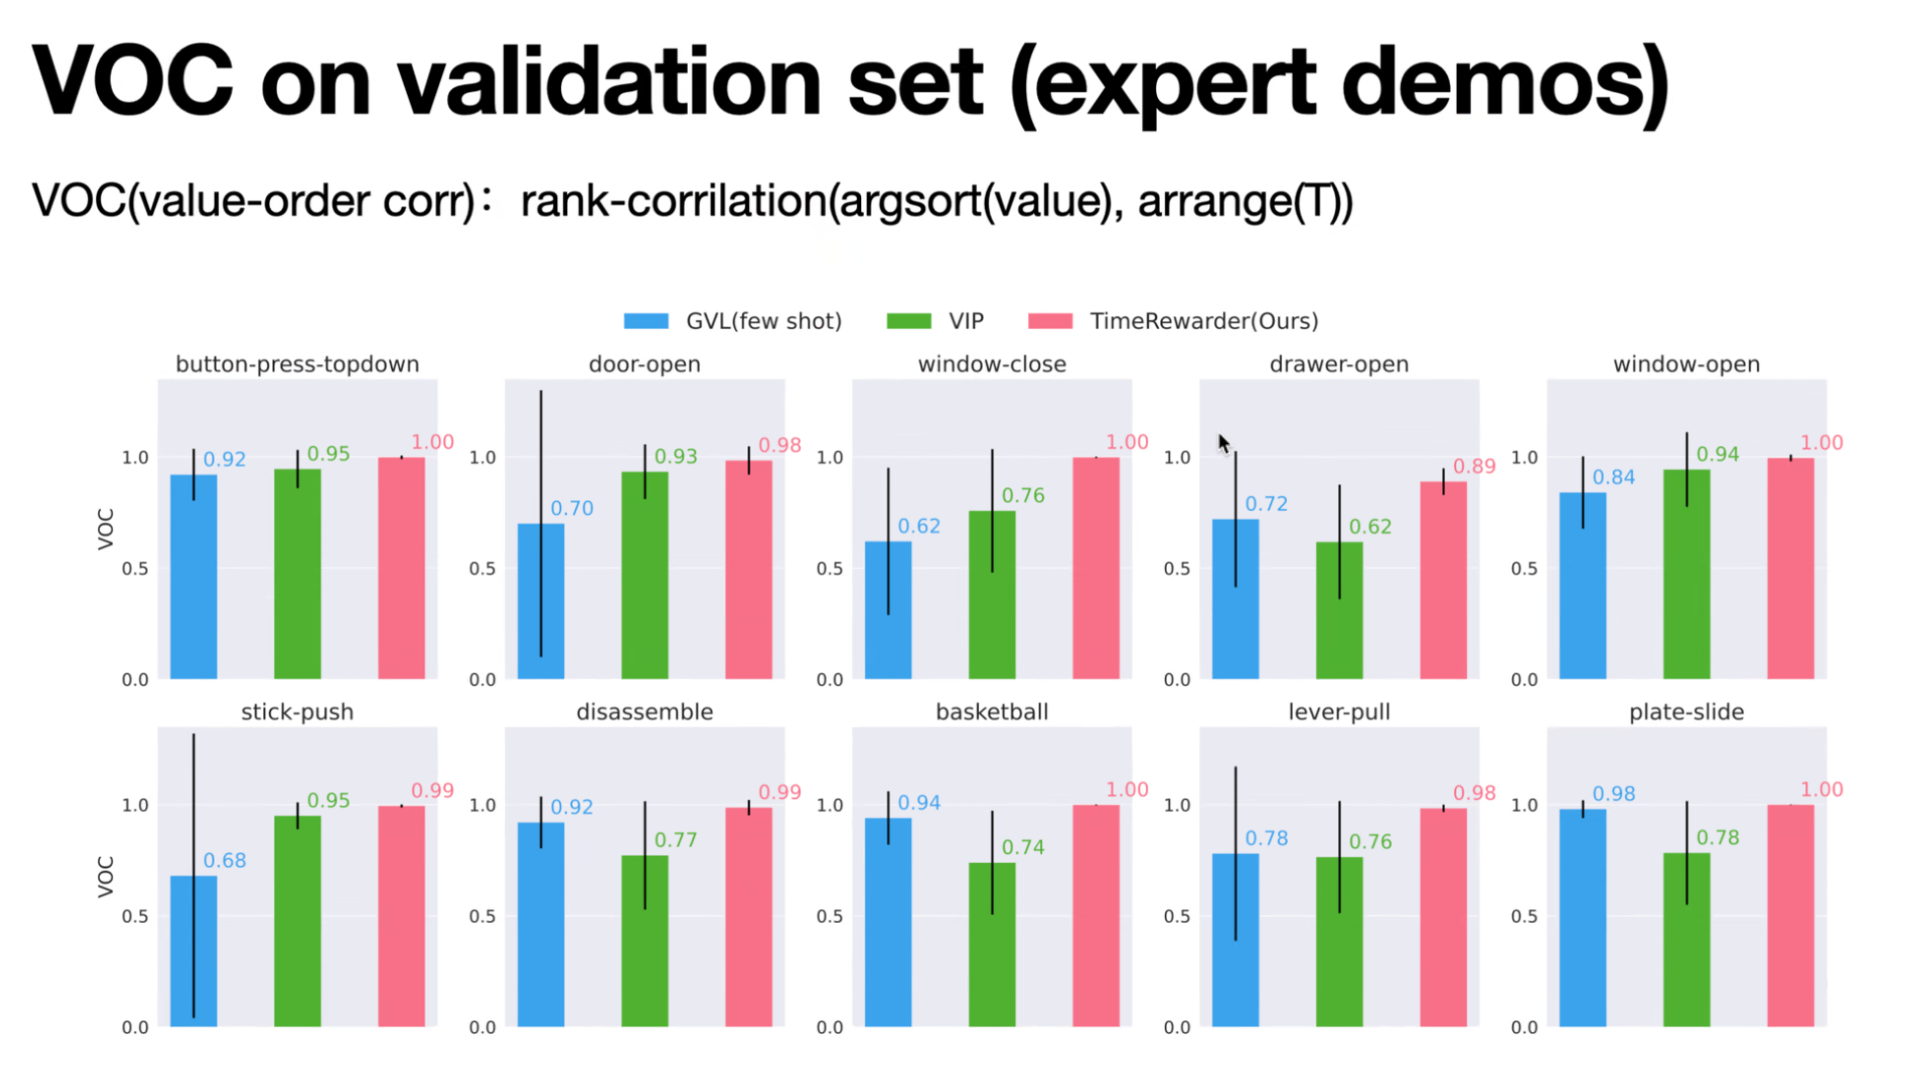 VOC on validation set (expert demos)
VOC(value-order corr)： rank-corrilation(argsort(value), arrange(T))
GVL(few shot) VIP TimeRewarder(Ours)
button-press-topdown door-open window-close drawer-open window-open
VOC
1.0 0.5 0.0 0.92 0.95 1.00
1.0 0.5 0.0 0.70 0.93 0.98
1.0 0.5 0.0 0.62 0.76 1.00
1.0 0.5 0.0 0.72 0.62 0.89
1.0 0.5 0.0 0.84 0.94 1.00
stick-push disassemble basketball lever-pull plate-slide
VOC
1.0 0.5 0.0 0.68 0.95 0.99
1.0 0.5 0.0 0.92 0.77 0.99
1.0 0.5 0.0 0.94 0.74 1.00
1.0 0.5 0.0 0.78 0.76 0.98
1.0 0.5 0.0 0.98 0.78 1.00